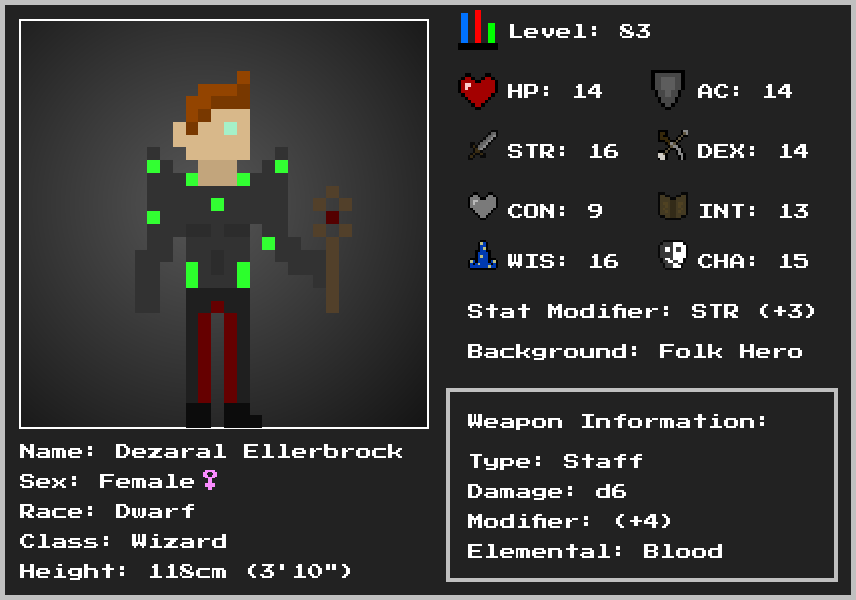 Level: 83
HP: 14
AC: 14
STR: 16
DEX: 14
CON: 9
INT: 13
WIS: 16
CHA: 15
Stat Modifier: STR (+3)
Background: Folk Hero
Weapon Information:
Type: Staff
Damage: d6
Modifier: (+4)
Elemental: Blood
Name: Dezaral Ellerbrock
Sex: Female♀
Race: Dwarf
Class: Wizard
Height: 118cm (3'10")